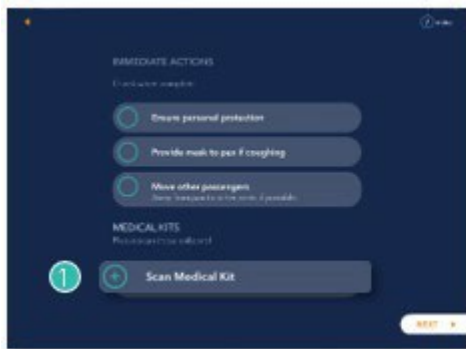 IMMEDIATE ACTIONS
Ensure personal protection
Provide mask to pax if coughing
Move other passengers
MEDICAL KITS
1
Scan Medical Kit
NEXT